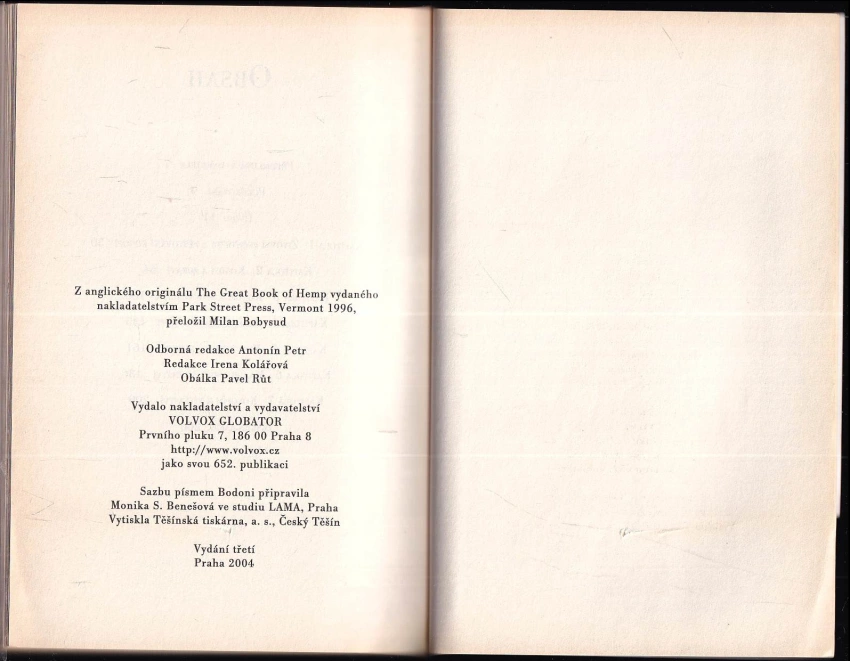 Z anglického originálu The Great Book of Hemp vydaného
nakladatelstvím Park Street Press, Vermont 1996,
přeložil Milan Bobysud
Odborná redakce Antonín Petr
Redakce Irena Kolářová
Obálka Pavel Růt
Vydalo nakladatelství a vydavatelství
VOLVOX GLOBATOR
Prvního pluku 7, 186 00 Praha 8
http://www.volvox.cz
jako svou 652. publikaci
Sazbu písmem Bodoni připravila
Monika S. Benešová ve studiu LAMA, Praha
Vytiskla Těšínská tiskárna, a. s., Český Těšín
Vydání třetí
Praha 2004